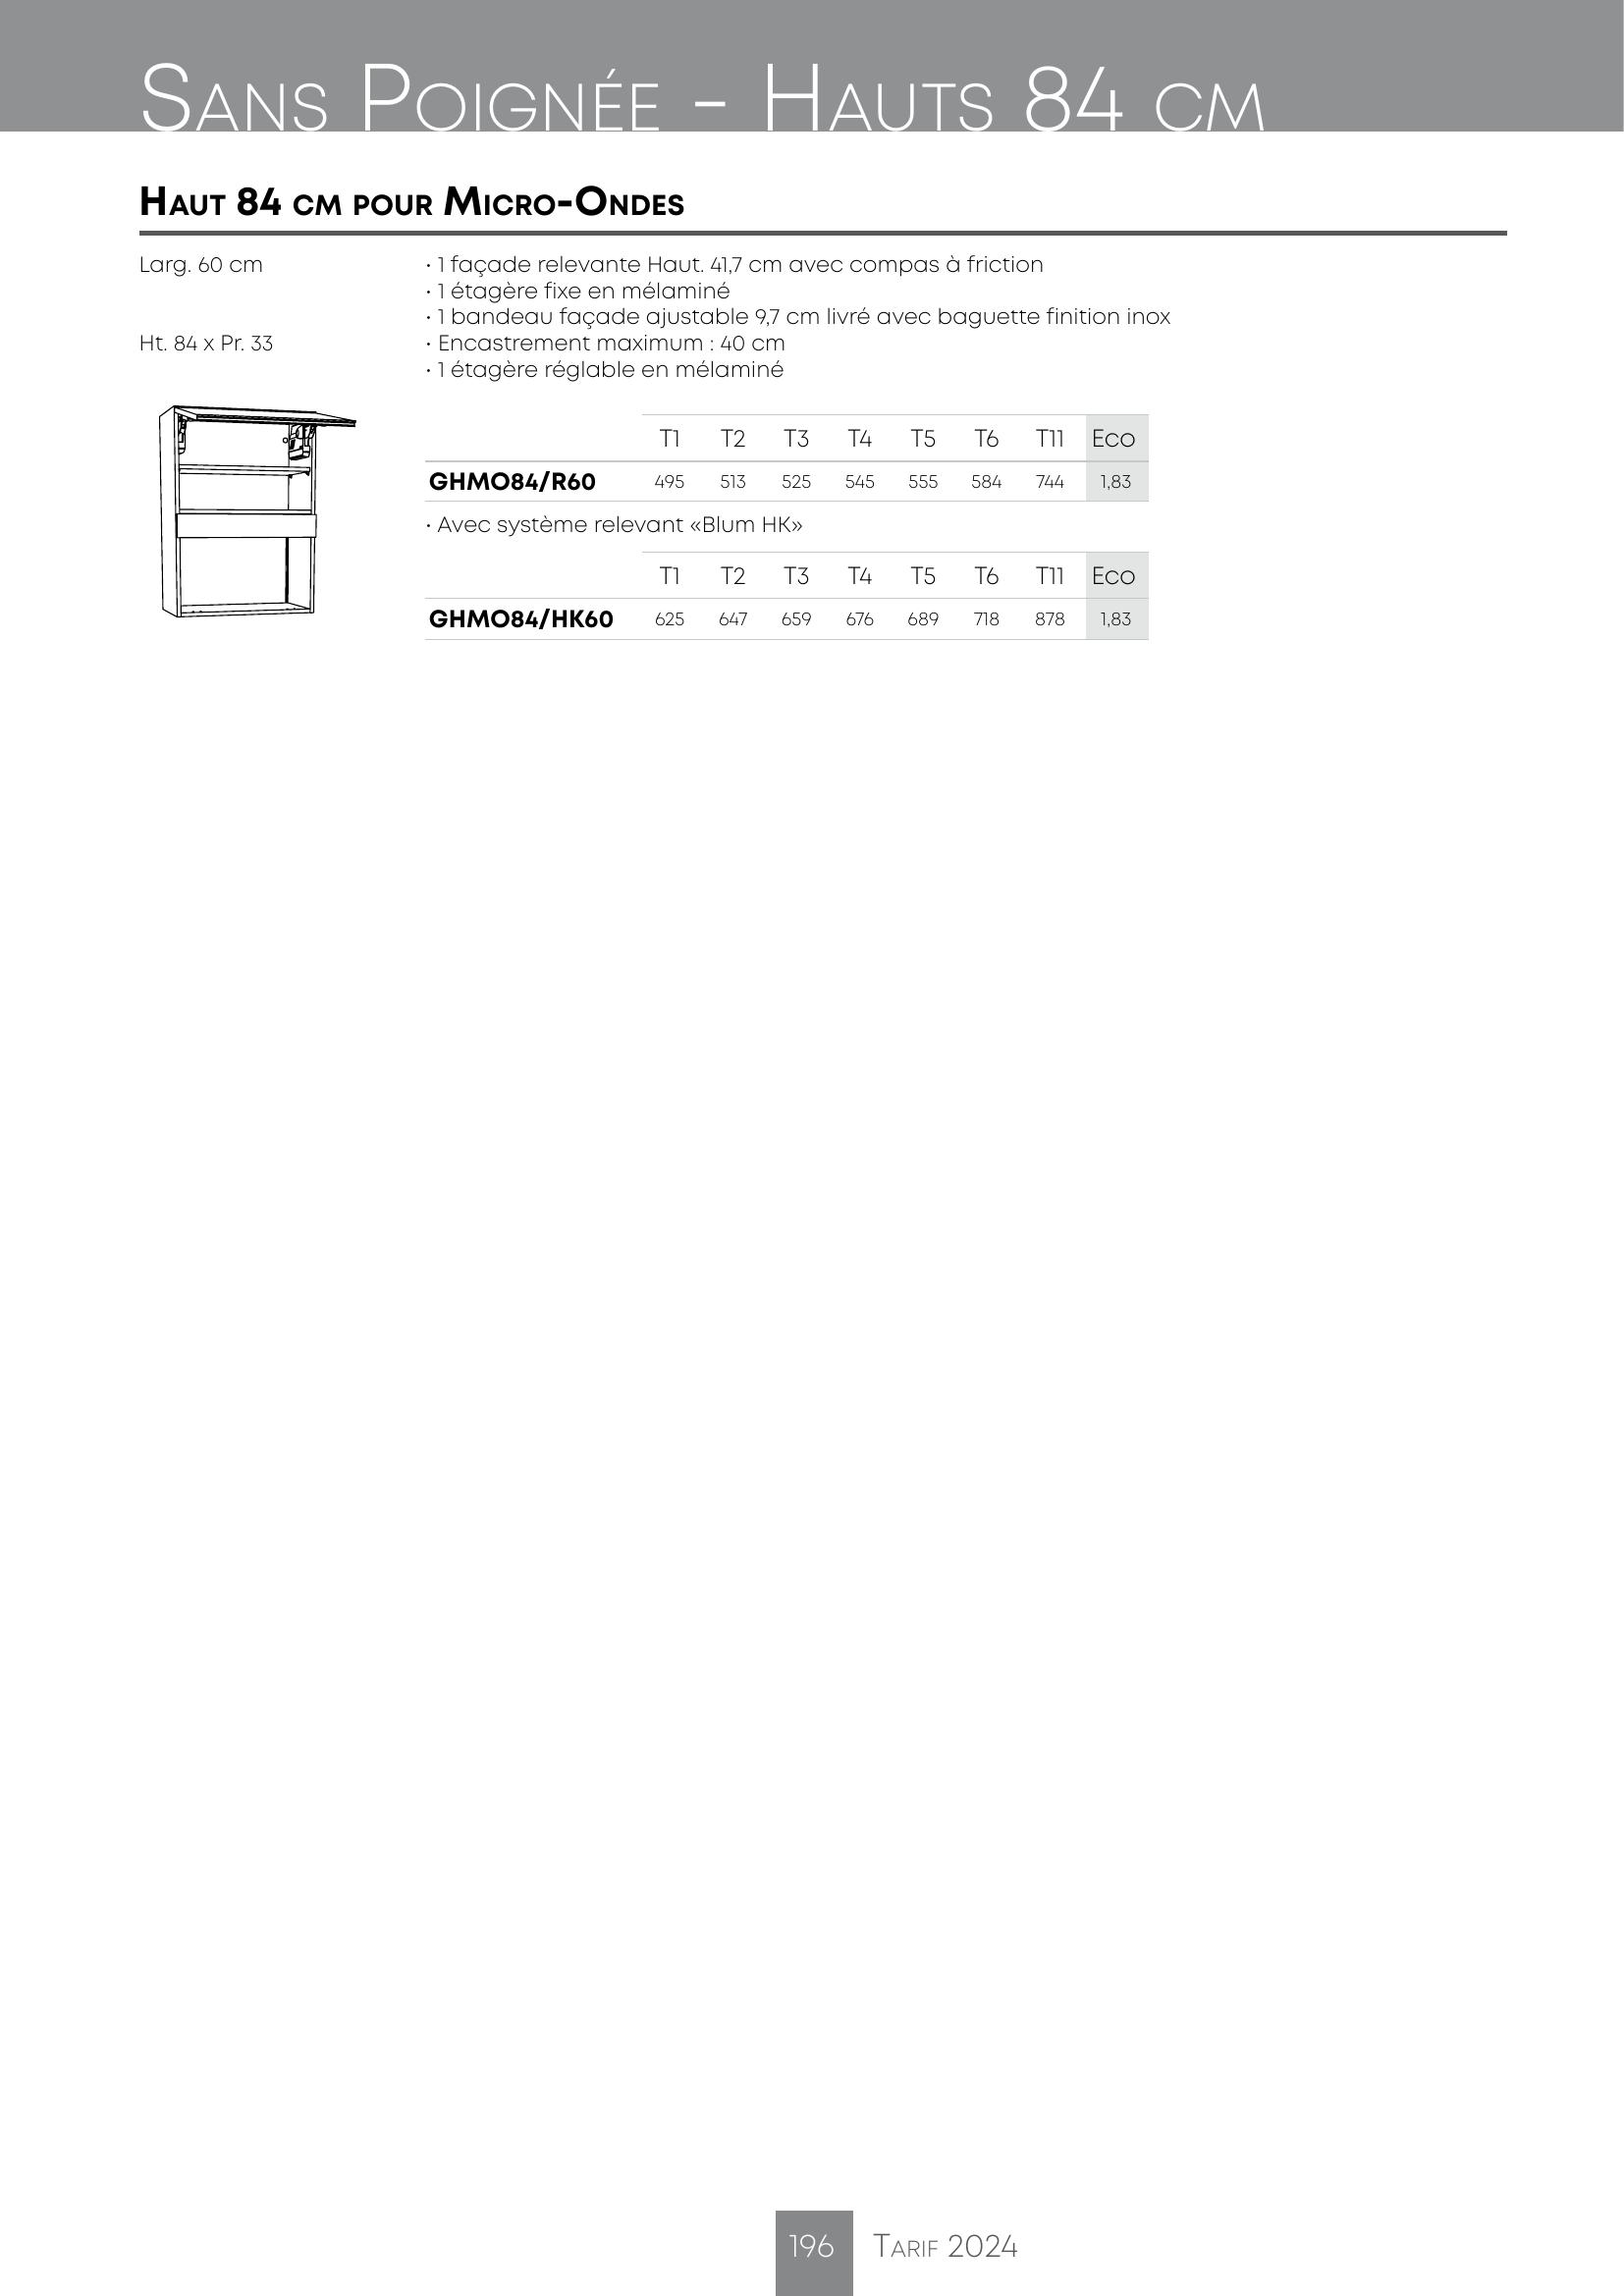 Sans Poignée - Hauts 84 cm
Haut 84 cm pour Micro-Ondes
Larg. 60 cm
Ht. 84 x Pr. 33
• 1 façade relevante Haut. 41,7 cm avec compas à friction
• 1 étagère fixe en mélaminé
• 1 bandeau façade ajustable 9,7 cm livré avec baguette finition inox
• Encastrement maximum : 40 cm
• 1 étagère réglable en mélaminé
T1 T2 T3 T4 T5 T6 T11 Eco
GHMO84/R60 495 513 525 545 555 584 744 1,83
• Avec système relevant «Blum HK»
T1 T2 T3 T4 T5 T6 T11 Eco
GHMO84/HK60 625 647 659 676 689 718 878 1,83
196 Tarif 2024